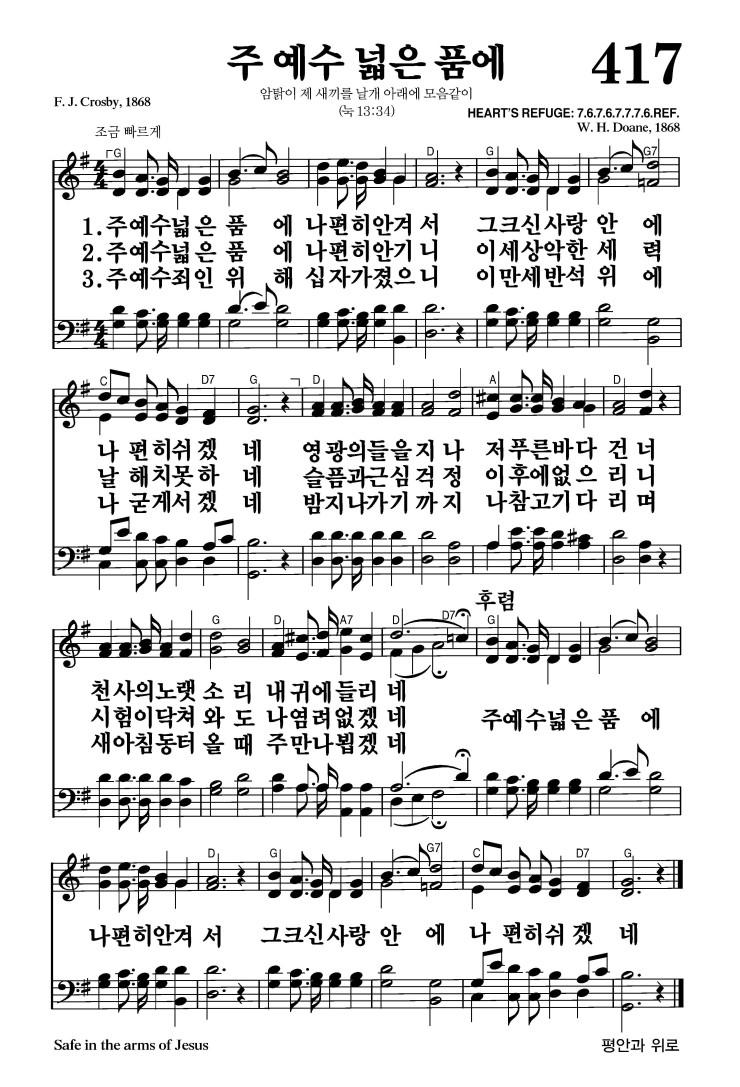 주 예수 넓은 품에
417
암탉이 제 새끼를 날개 아래에 모음같이
F. J. Crosby, 1868
(눅 13:34)
HEART'S REFUGE: 7.6.7.6.7.7.7.6.REF.
W. H. Doane, 1868
조금 빠르게
G D G G7
1.주예수넓은 품 에 나편히안겨 서 그크신사랑 안 에
2.주예수넓은 품 에 나편히안기 니 이세상악한 세 력
3.주예수죄인 위 해 십자가졌으 니 이만세반석 위 에
C D7 G D A
나 편히쉬 겠 네 영광의들을지 나 저푸른바다 건 너
날 해치못하 네 슬픔과근심걱 정 이후에없으 리 니
나 굳게서 겠 네 밤지나가기까 지 나참고기다 리 며
후렴
G D A7 D D7 G
천사의노랫 소 리 내귀에들리 네
시험이닥쳐 와 도 나염려없겠 네 주예수넓은 품 에
새아침동터 올 때 주만나뵙겠 네
D G G7 C D7 G
나편히안겨 서 그크신사랑 안 에 나 편히쉬 겠 네
Safe in the arms of Jesus
평안과 위로